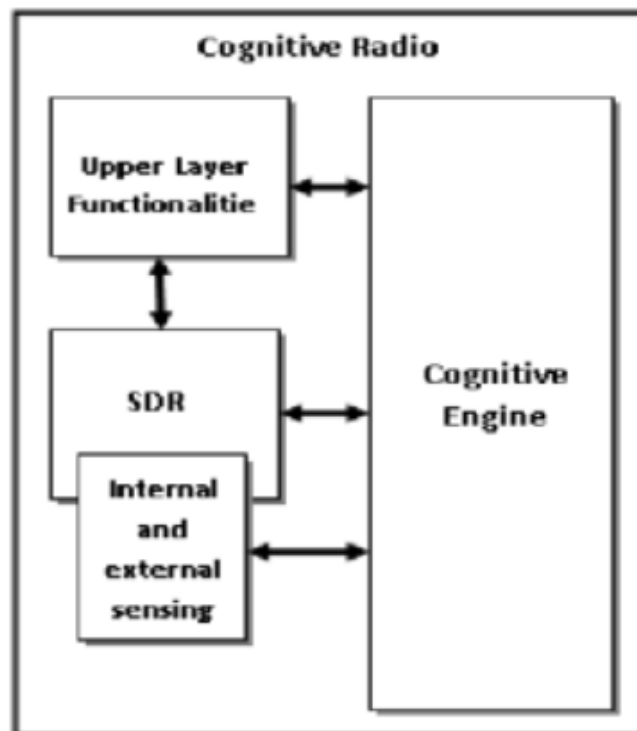 Cognitive Radio
Upper Layer
Functionalitie
SDR
Internal
and
external
sensing
Cognitive
Engine